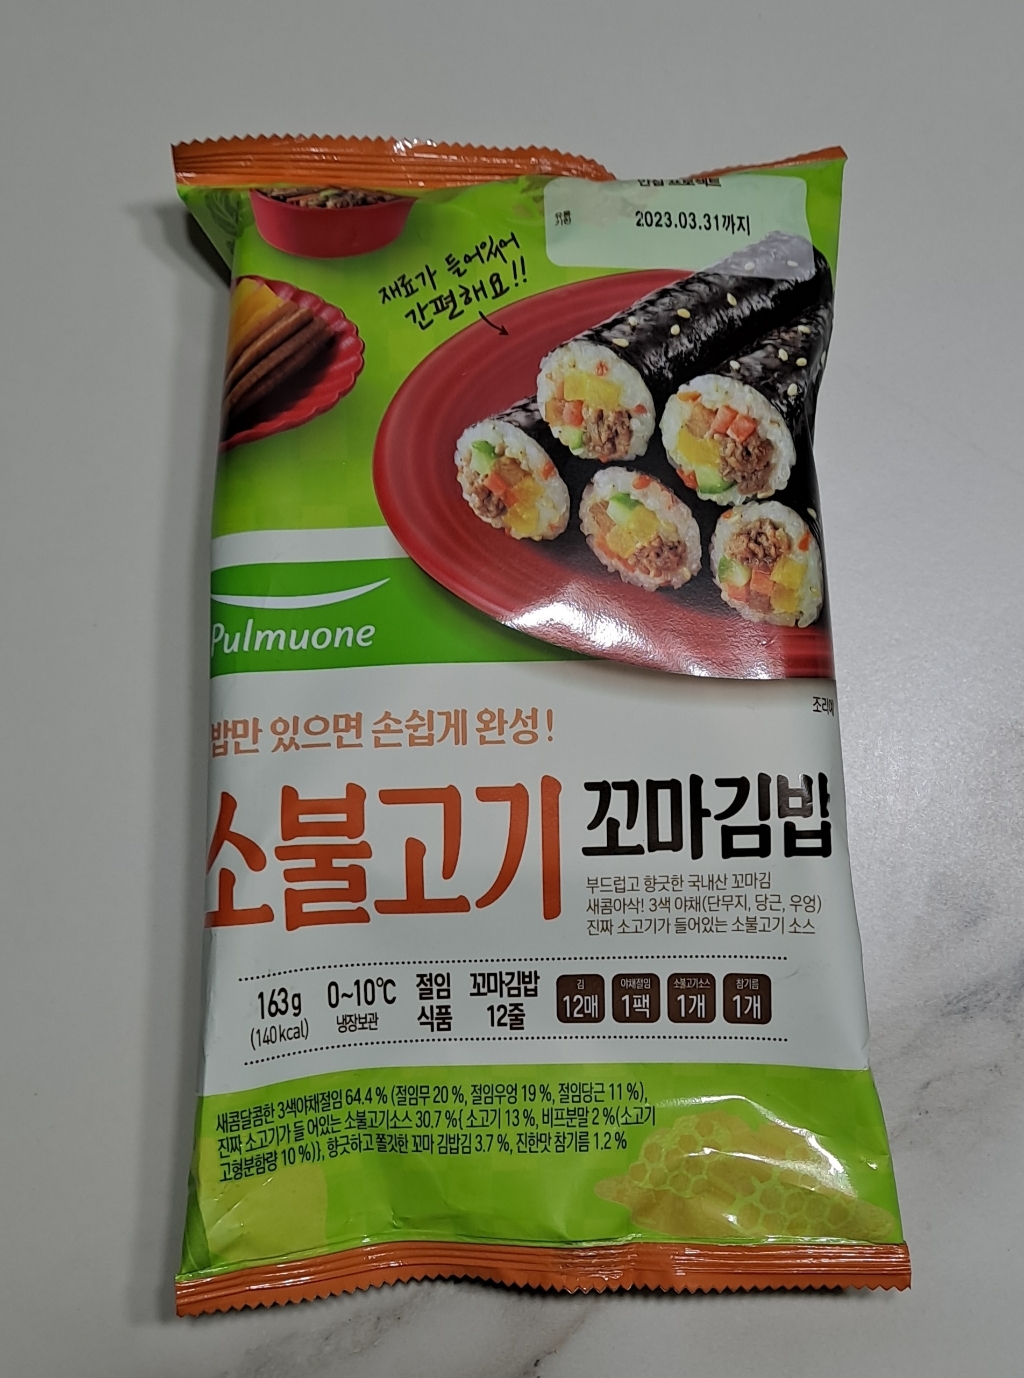 2023.03.31까지
재료가 들어있어
간편해요!!
Pulmuone
조리예
밥만 있으면 손쉽게 완성!
소불고기 꼬마김밥
부드럽고 향긋한 국내산 꼬마김
새콤아삭! 3색 야채(단무지, 당근, 우엉)
진짜 소고기가 들어있는 소불고기 소스
163g
(140 kcal)
0~10℃
냉장보관
절임
식품
꼬마김밥
12줄
김
12매
야채절임
1팩
소불고기소스
1개
참기름
1개
새콤달콤한 3색야채절임 64.4 % (절임무 20 %, 절임우엉 19 %, 절임당근 11 %),
진짜 소고기가 들어있는 소불고기소스 30.7 %{ 소고기 13 %, 비프분말 2 %(소고기
고형분함량 10 %)}, 향긋하고 쫄깃한 꼬마 김밥김 3.7 %, 진한맛 참기름 1.2 %